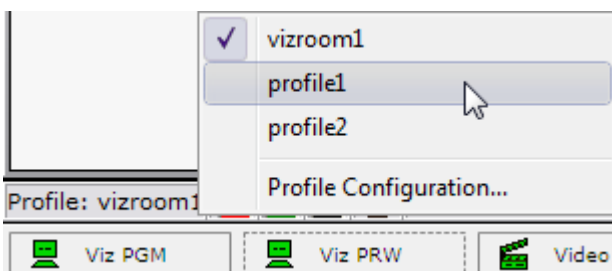 vizroom1
profile1
profile2
Profile Configuration...
Profile: vizroom1
Viz PGM Viz PRW Video